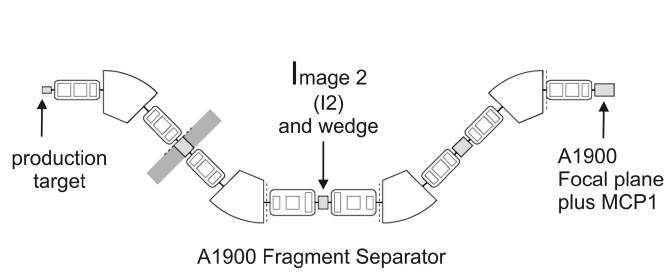 Image 2
(I2)
and wedge
production
target
A1900
Focal plane
plus MCP1
A1900 Fragment Separator